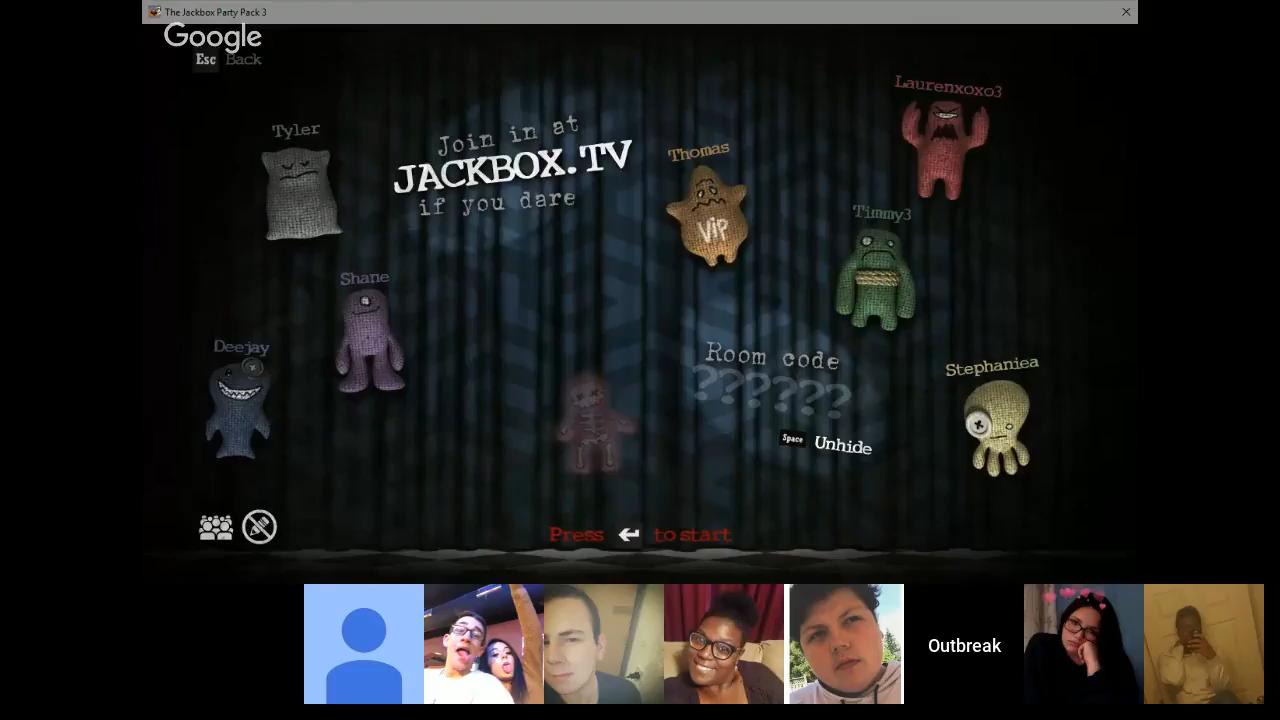 The Jackbox Party Pack 3
Google
Esc Back
Laurenxoxo3
Tyler
Join in at
JACKBOX.TV
if you dare
Thomas
VIP
Timmy3
Shane
Deejay
Room code
??????
Stephaniea
Space Unhide
Press to start
Outbreak